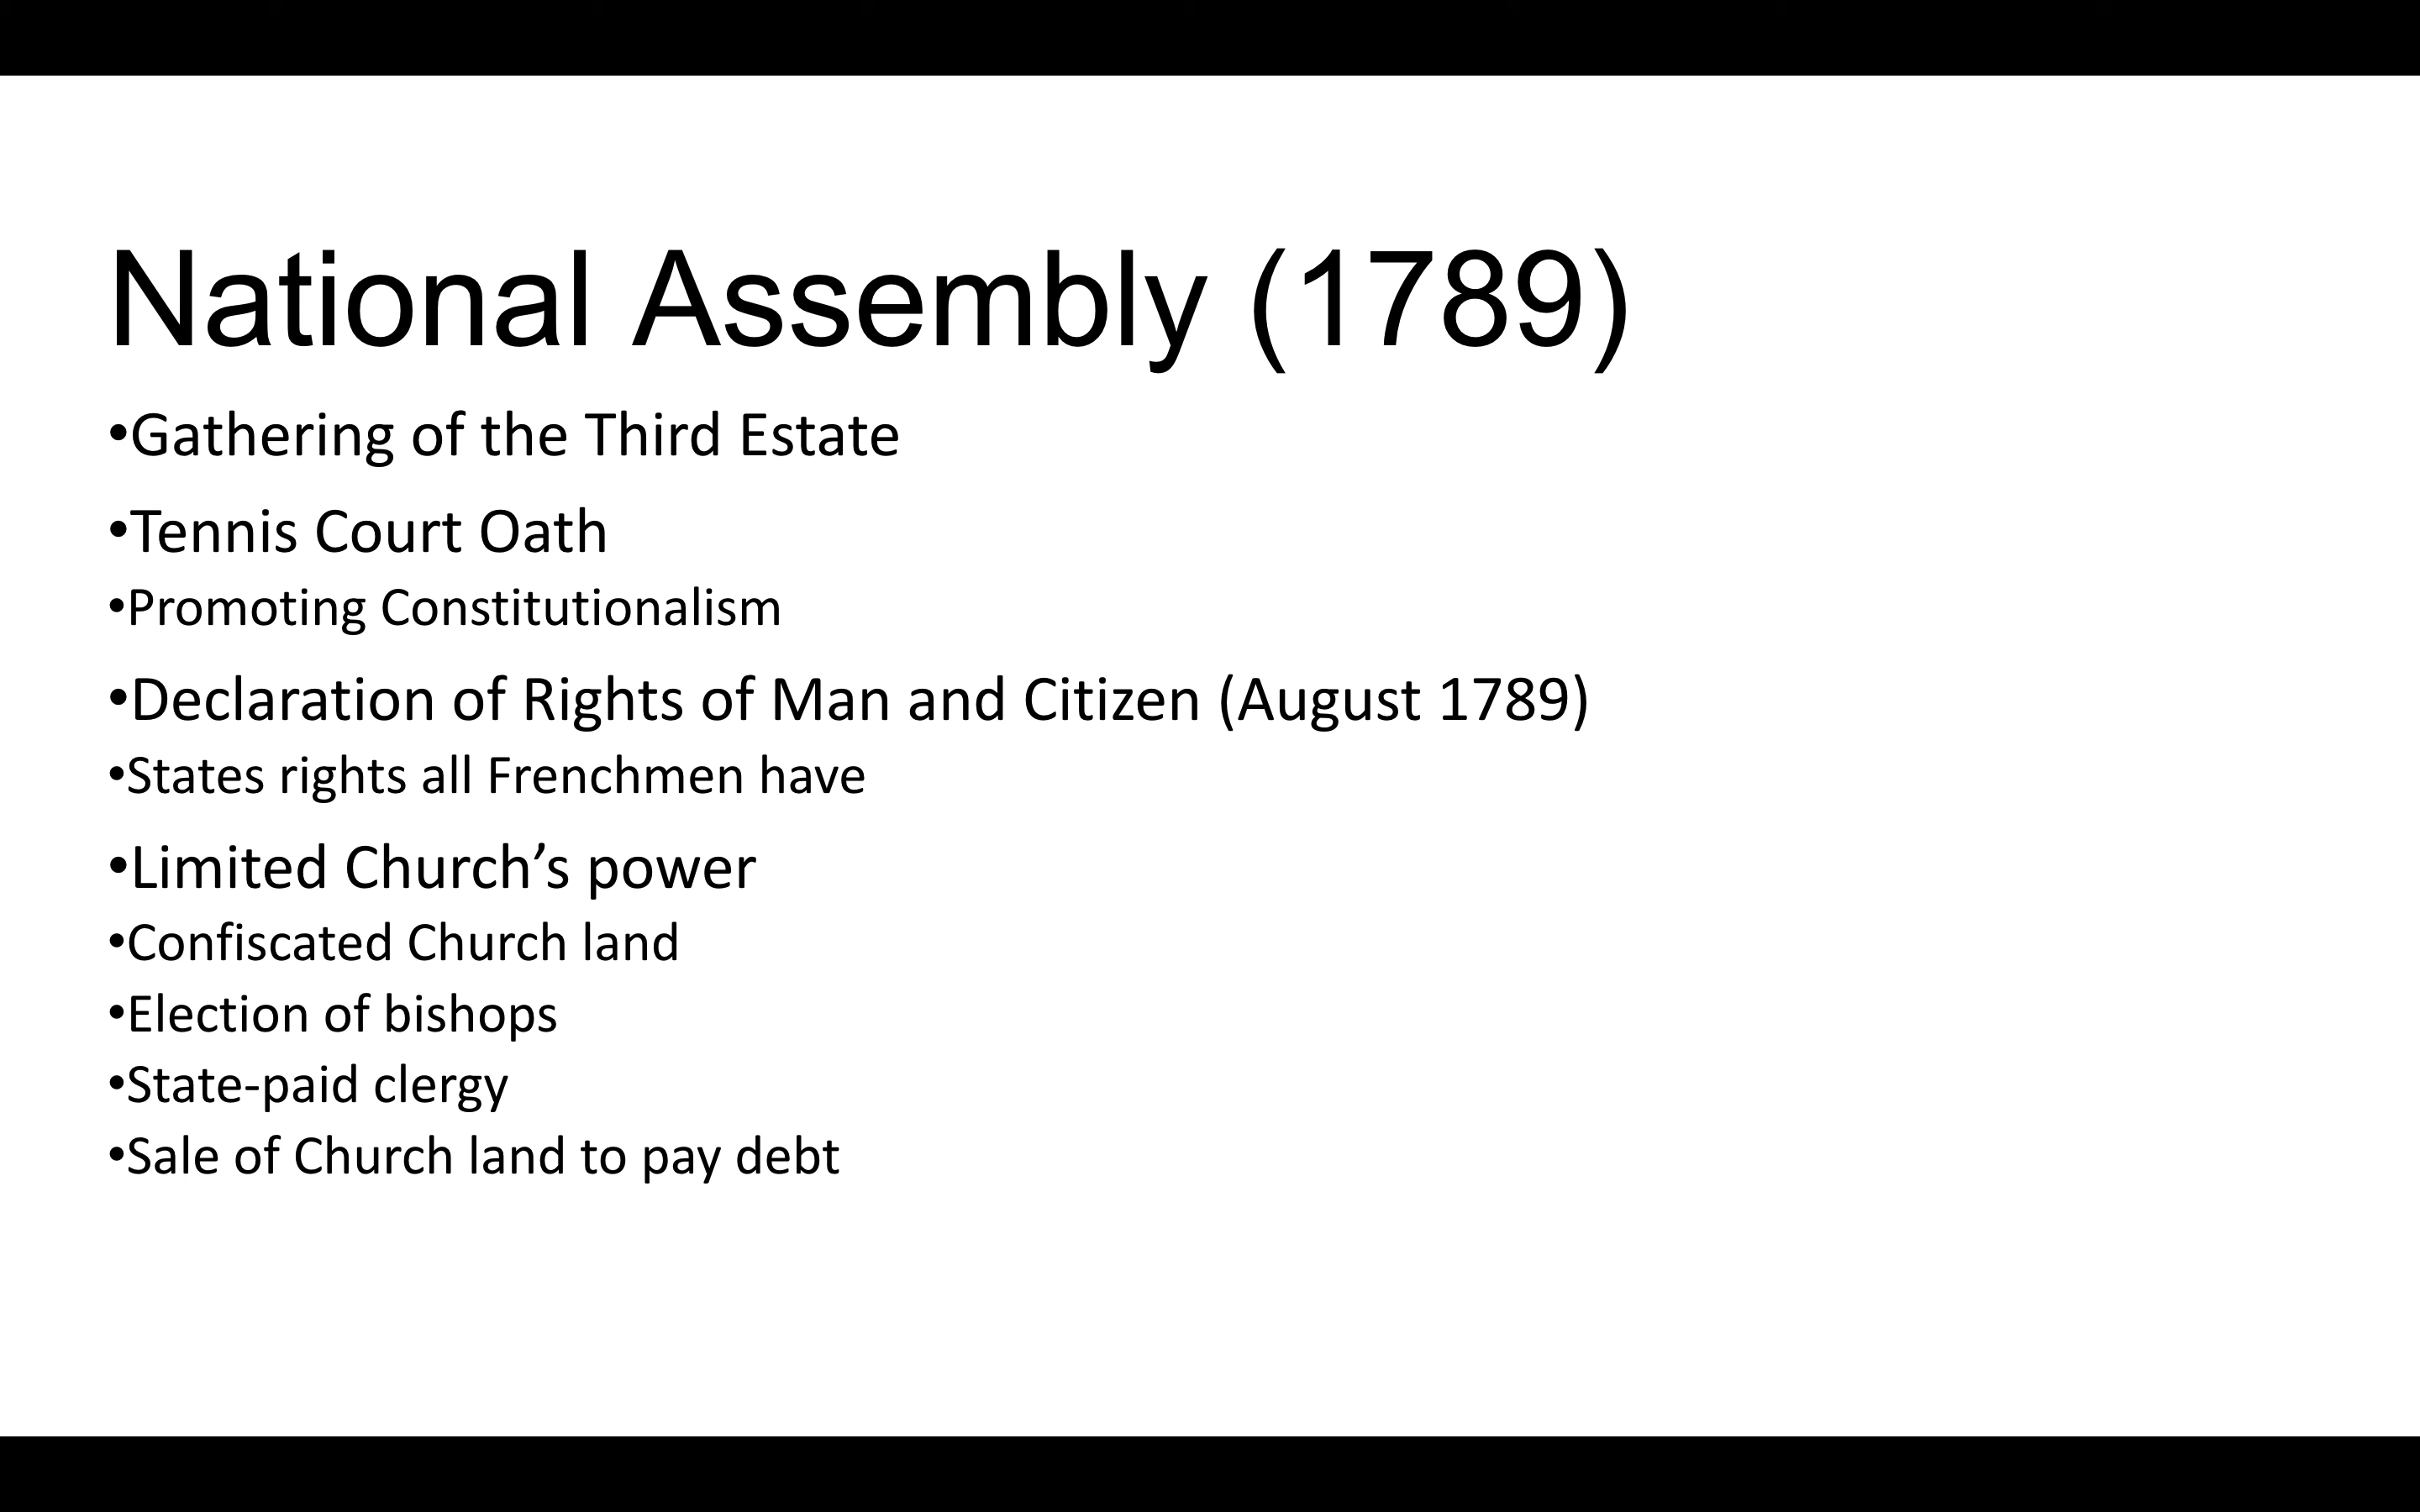 National Assembly (1789)
•Gathering of the Third Estate
•Tennis Court Oath
•Promoting Constitutionalism
•Declaration of Rights of Man and Citizen (August 1789)
•States rights all Frenchmen have
•Limited Church’s power
•Confiscated Church land
•Election of bishops
•State-paid clergy
•Sale of Church land to pay debt